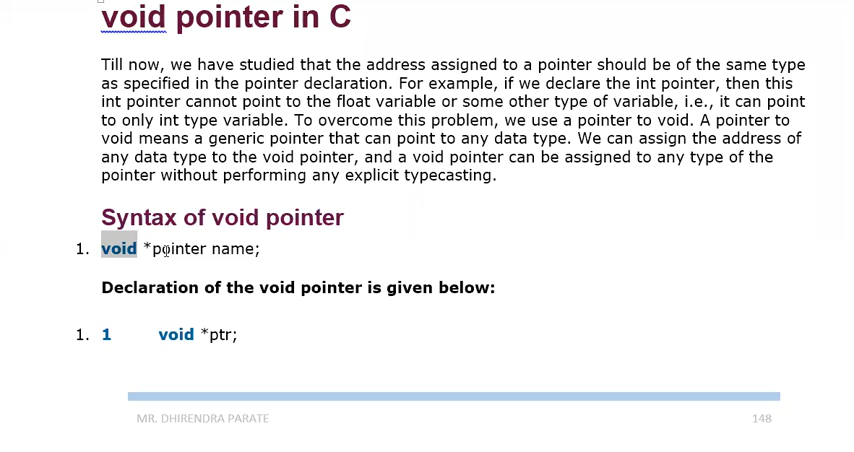 void pointer in C
Till now, we have studied that the address assigned to a pointer should be of the same type
as specified in the pointer declaration. For example, if we declare the int pointer, then this
int pointer cannot point to the float variable or some other type of variable, i.e., it can point
to only int type variable. To overcome this problem, we use a pointer to void. A pointer to
void means a generic pointer that can point to any data type. We can assign the address of
any data type to the void pointer, and a void pointer can be assigned to any type of the
pointer without performing any explicit typecasting.
Syntax of void pointer
1. void *pointer name;
Declaration of the void pointer is given below:
1. 1 void *ptr;
MR. DHIRENDRA PARATE 148